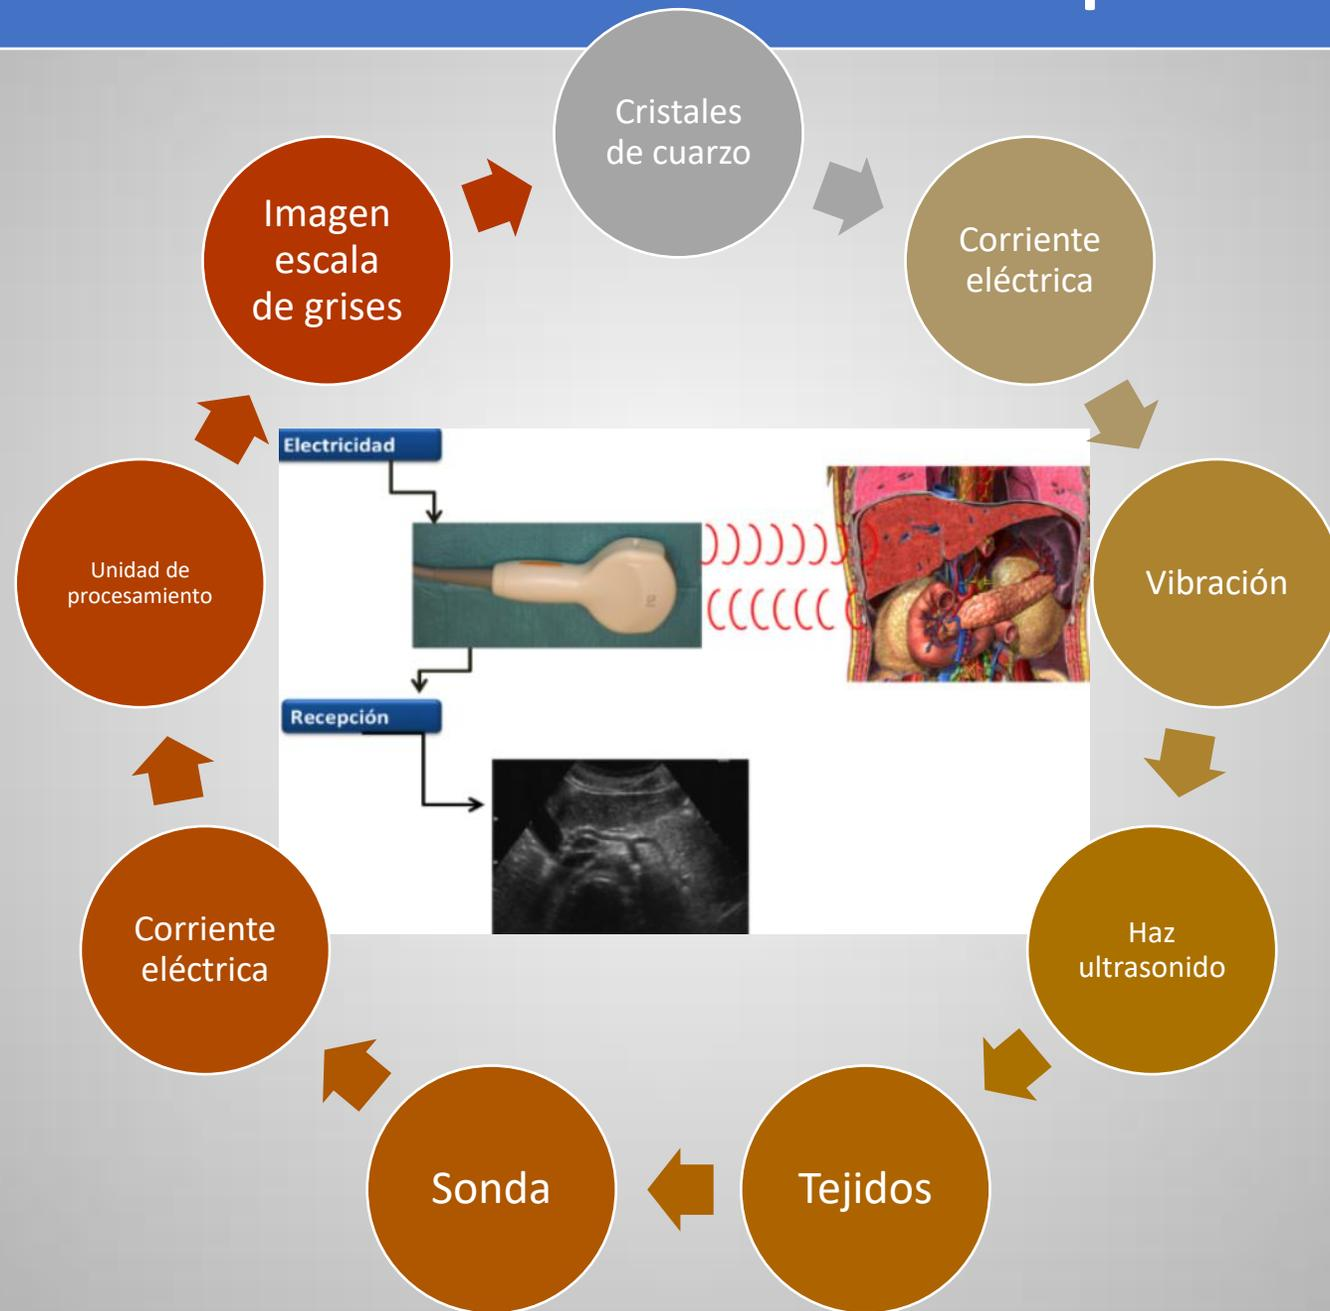 Cristales
de cuarzo
Corriente
eléctrica
Vibración
Haz
ultrasonido
Tejidos
Sonda
Corriente
eléctrica
Unidad de
procesamiento
Imagen
escala
de grises
Electricidad
Recepción